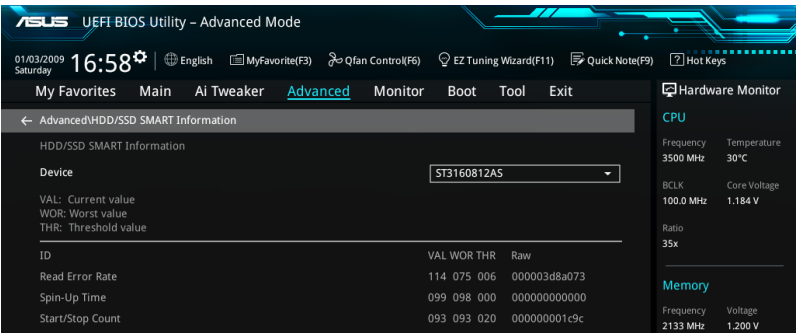 ASUS UEFI BIOS Utility – Advanced Mode
01/03/2009
Saturday
16:58
English
MyFavorite(F3)
Qfan Control(F6)
EZ Tuning Wizard(F11)
Quick Note(F9)
? Hot Keys
My Favorites Main Ai Tweaker Advanced Monitor Boot Tool Exit
Hardware Monitor
← Advanced\HDD/SSD SMART Information
HDD/SSD SMART Information
Device ST3160812AS
VAL: Current value
WOR: Worst value
THR: Threshold value
ID VAL WOR THR Raw
Read Error Rate 114 075 006 000003d8a073
Spin-Up Time 099 098 000 000000000000
Start/Stop Count 093 093 020 000000001c9c
CPU
Frequency Temperature
3500 MHz 30°C
BCLK Core Voltage
100.0 MHz 1.184 V
Ratio
35x
Memory
Frequency Voltage
2133 MHz 1.200 V